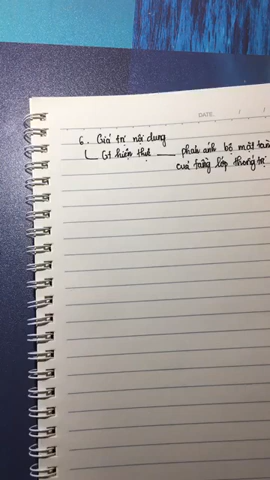 DATE / /
6. Giá trị nội dung
GT hiện thực — phản ánh bộ mặt tàn
của tầng lớp thống trị